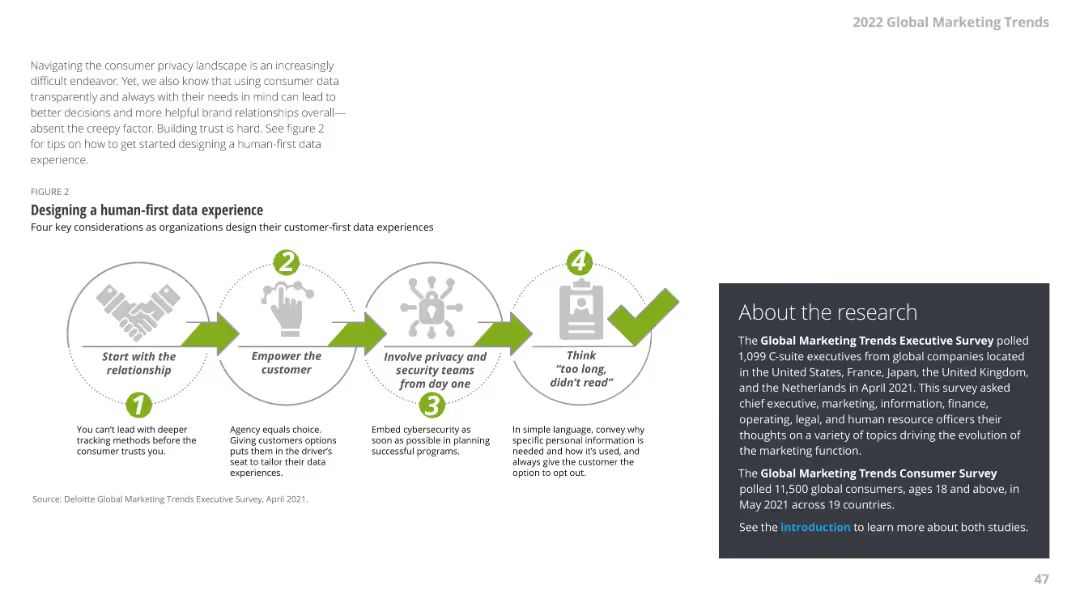 2022 Global Marketing Trends
Navigating the consumer privacy landscape is an increasingly
difficult endeavor. Yet, we also know that using consumer data
transparently and always with their needs in mind can lead to
better decisions and more helpful brand relationships overall—
absent the creepy factor. Building trust is hard. See figure 2
for tips on how to get started designing a human-first data
experience.
FIGURE 2
Designing a human-first data experience
Four key considerations as organizations design their customer-first data experiences
1
Start with the
relationship
You can’t lead with deeper
tracking methods before the
consumer trusts you.
2
Empower the
customer
Agency equals choice.
Giving customers options
puts them in the driver’s
seat to tailor their data
experiences.
3
Involve privacy and
security teams
from day one
Embed cybersecurity as
soon as possible in planning
successful programs.
4
Think
“too long,
didn’t read”
In simple language, convey why
specific personal information is
needed and how it’s used, and
always give the customer the
option to opt out.
Source: Deloitte Global Marketing Trends Executive Survey, April 2021.
About the research
The Global Marketing Trends Executive Survey polled
1,099 C-suite executives from global companies located
in the United States, France, Japan, the United Kingdom,
and the Netherlands in April 2021. This survey asked
chief executive, marketing, information, finance,
operating, legal, and human resource officers their
thoughts on a variety of topics driving the evolution of
the marketing function.
The Global Marketing Trends Consumer Survey
polled 11,500 global consumers, ages 18 and above, in
May 2021 across 19 countries.
See the introduction to learn more about both studies.
47